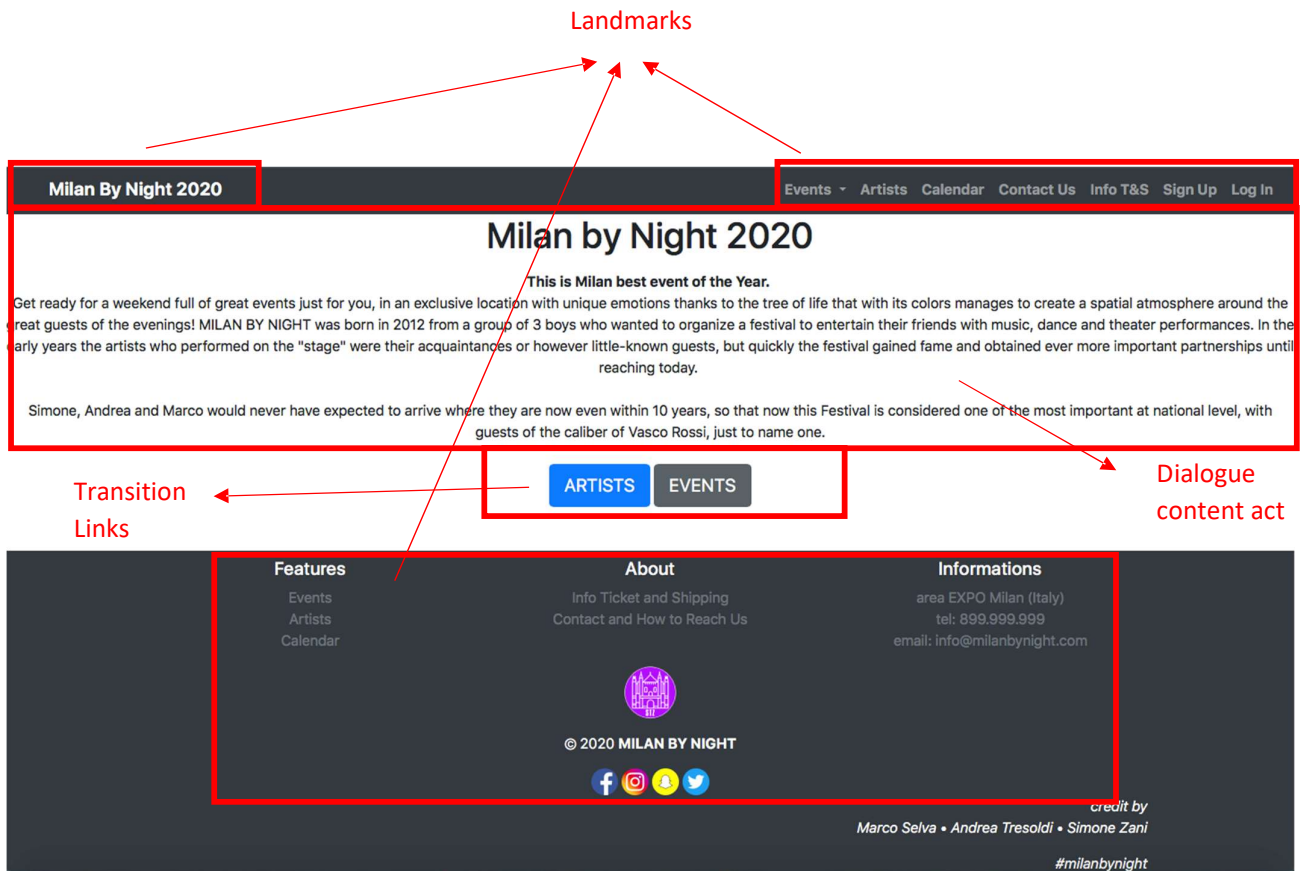 Landmarks
Milan By Night 2020
Events Artists Calendar Contact Us Info T&S Sign Up Log In
Milan by Night 2020
This is Milan best event of the Year.
Get ready for a weekend full of great events just for you, in an exclusive location with unique emotions thanks to the tree of life that with its colors manages to create a spatial atmosphere around the
great guests of the evenings! MILAN BY NIGHT was born in 2012 from a group of 3 boys who wanted to organize a festival to entertain their friends with music, dance and theater performances. In the
early years the artists who performed on the "stage" were their acquaintances or however little-known guests, but quickly the festival gained fame and obtained ever more important partnerships until
reaching today.
Simone, Andrea and Marco would never have expected to arrive where they are now even within 10 years, so that now this Festival is considered one of the most important at national level, with
guests of the caliber of Vasco Rossi, just to name one.
Transition
Links
ARTISTS EVENTS
Dialogue
content act
Features
Events
Artists
Calendar
About
Info Ticket and Shipping
Contact and How to Reach Us
Informations
area EXPO Milan (Italy)
tel: 899.999.999
email: info@milanbynight.com
© 2020 MILAN BY NIGHT
credit by
Marco Selva • Andrea Tresoldi • Simone Zani
#milanbynight